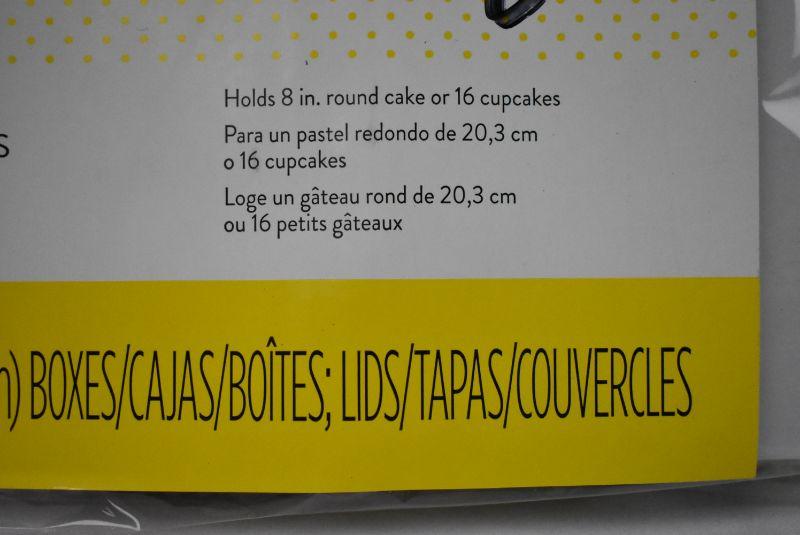 Holds 8 in. round cake or 16 cupcakes
Para un pastel redondo de 20,3 cm
o 16 cupcakes
Loge un gâteau rond de 20,3 cm
ou 16 petits gâteaux
BOXES/CAJAS/BOÎTES; LIDS/TAPAS/COUVERCLES